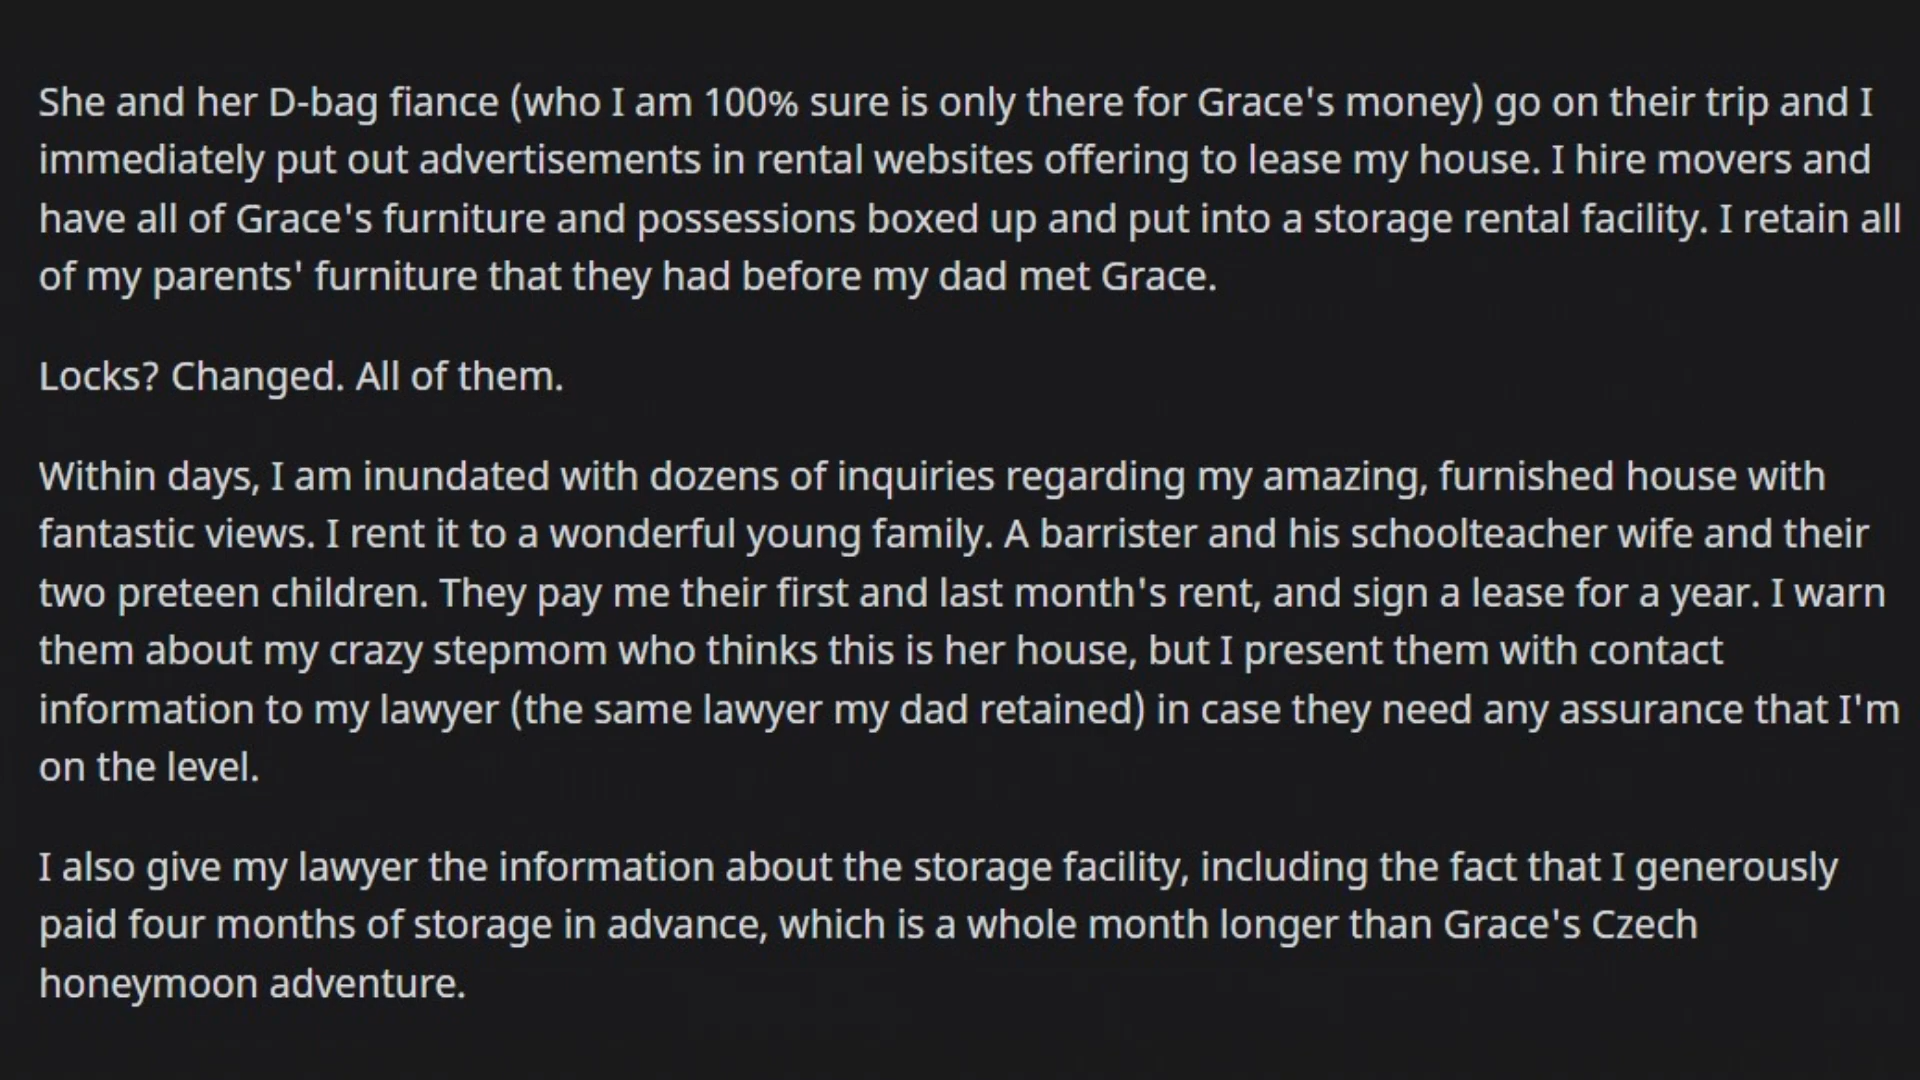 She and her D-bag fiance (who I am 100% sure is only there for Grace's money) go on their trip and I
immediately put out advertisements in rental websites offering to lease my house. I hire movers and
have all of Grace's furniture and possessions boxed up and put into a storage rental facility. I retain all
of my parents' furniture that they had before my dad met Grace.
Locks? Changed. All of them.
Within days, I am inundated with dozens of inquiries regarding my amazing, furnished house with
fantastic views. I rent it to a wonderful young family. A barrister and his schoolteacher wife and their
two preteen children. They pay me their first and last month's rent, and sign a lease for a year. I warn
them about my crazy stepmom who thinks this is her house, but I present them with contact
information to my lawyer (the same lawyer my dad retained) in case they need any assurance that I'm
on the level.
I also give my lawyer the information about the storage facility, including the fact that I generously
paid four months of storage in advance, which is a whole month longer than Grace's Czech
honeymoon adventure.